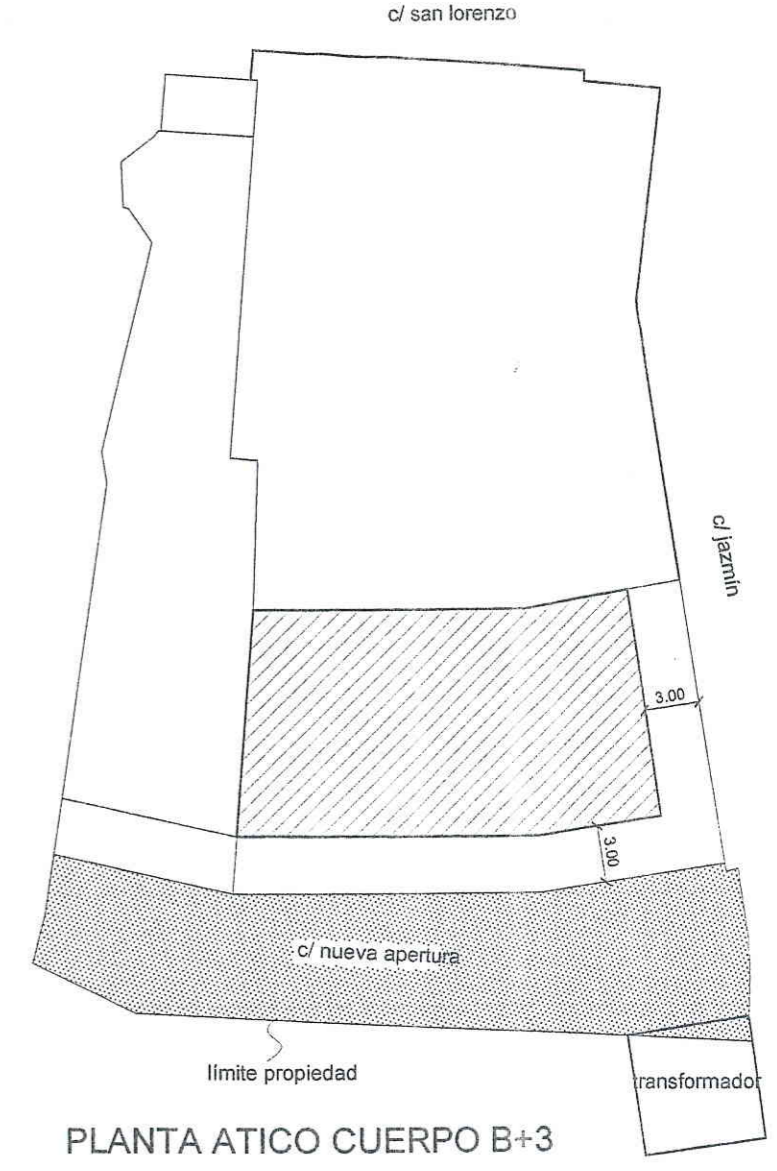 c/ san lorenzo
c/ jazmín
3.00
3.00
c/ nueva apertura
límite propiedad
transformador
PLANTA ATICO CUERPO B+3